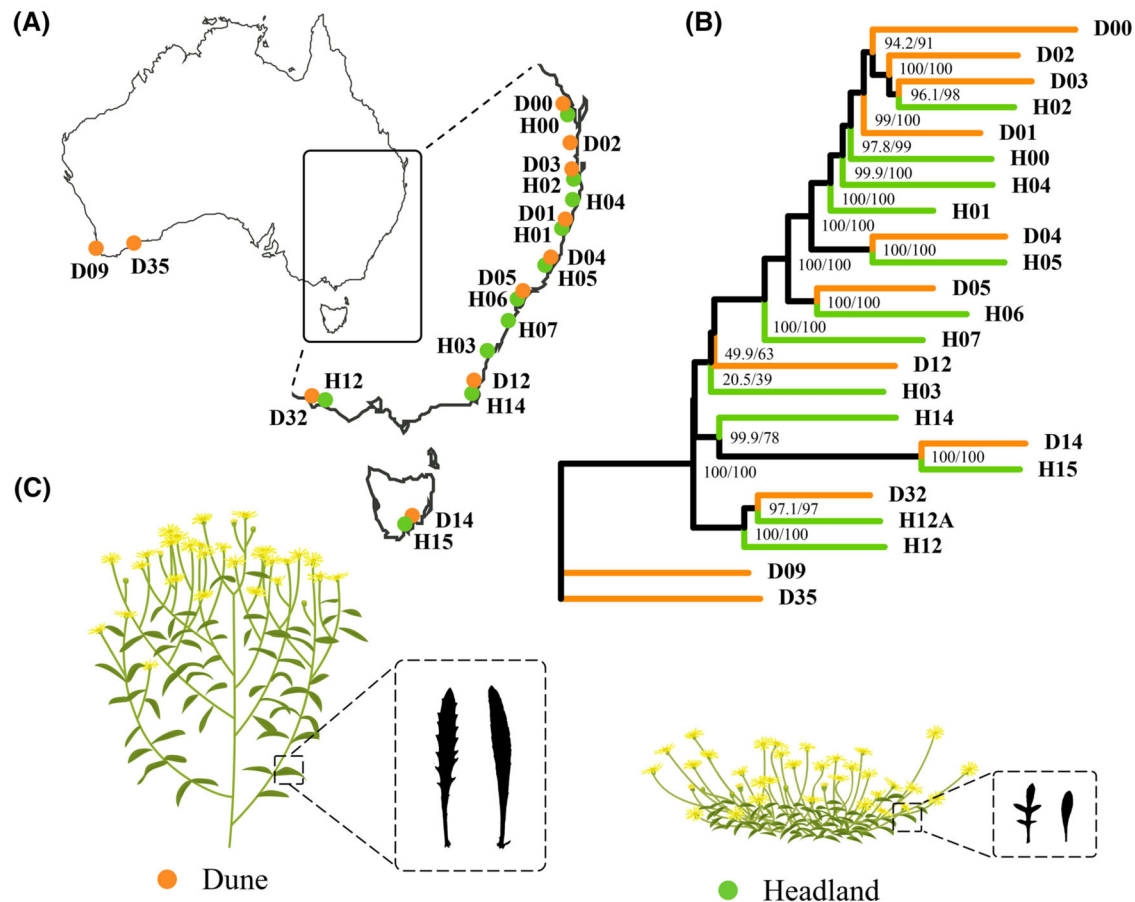 (A)
D00
H00
D02
D03
H02
H04
D01
H01
D04
H05
D05
H06
H07
H03
D12
H14
H12
D32
D14
H15
D09
D35
(B)
D00
94.2/91
D02
100/100
D03
96.1/98
H02
99/100
D01
97.8/99
H00
99.9/100
H04
100/100
H01
100/100
D04
100/100
100/100
H05
D05
100/100
H06
100/100
H07
49.9/63
D12
20.5/39
H03
H14
99.9/78
D14
100/100
100/100
H15
D32
97.1/97
H12A
100/100
H12
D09
D35
(C)
Dune
Headland